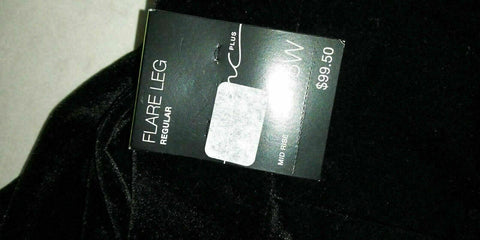 FLARE LEG
REGULAR
PLUS
MID RISE
$99.50